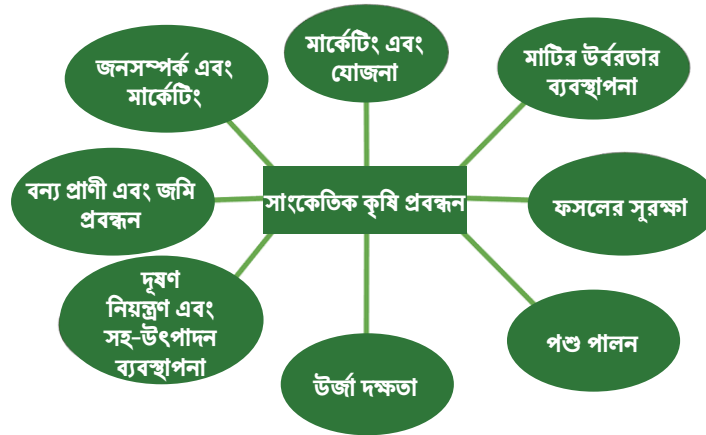 মার্কেটিং এবং
যোজনা
জনসম্পর্ক এবং
মার্কেটিং
মাটির উর্বরতার
ব্যবস্থাপনা
বন্য প্রাণী এবং জমি
প্রবন্ধন
সাংকেতিক কৃষি প্রবন্ধন
ফসলের সুরক্ষা
দূষণ
নিয়ন্ত্রণ এবং
সহ-উৎপাদন
ব্যবস্থাপনা
পশু পালন
উর্জা দক্ষতা